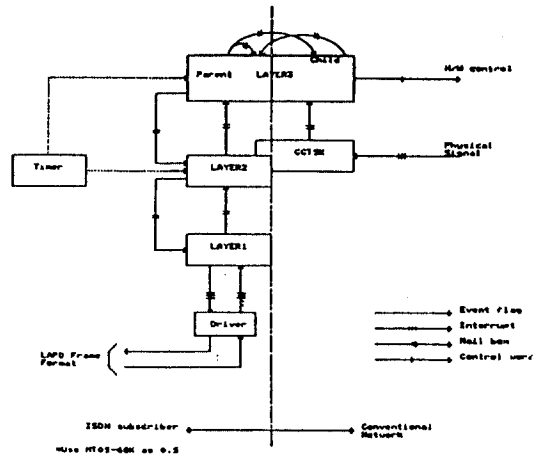 Child
Parent LAYER3
H/W control
Physical
Signal
CCTSK
Timer
LAYER2
LAYER1
Driver
Event flag
Interrupt
Mail box
Control word
LAPD Frame
Format
ISDN subscriber
Conventional
Network